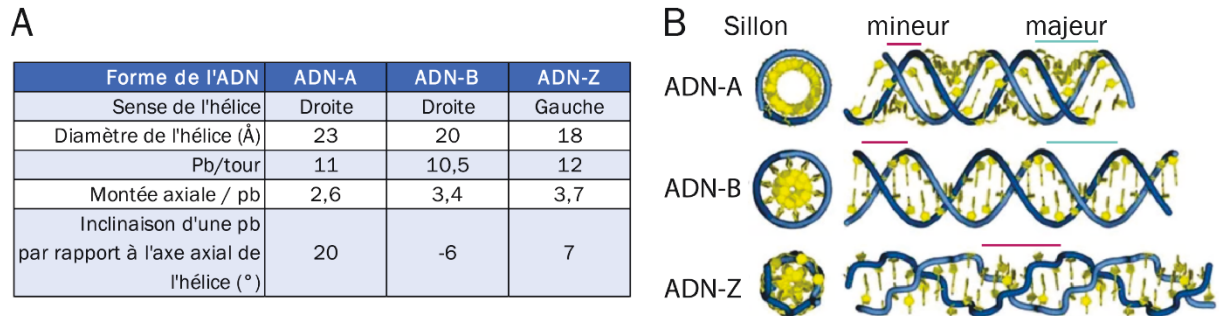 A
Forme de l'ADN ADN-A ADN-B ADN-Z
Sense de l'hélice Droite Droite Gauche
Diamètre de l'hélice (Å) 23 20 18
Pb/tour 11 10,5 12
Montée axiale / pb 2,6 3,4 3,7
Inclinaison d'une pb
par rapport à l'axe axial de 20 -6 7
l'hélice (°)
B Sillon mineur majeur
ADN-A
ADN-B
ADN-Z